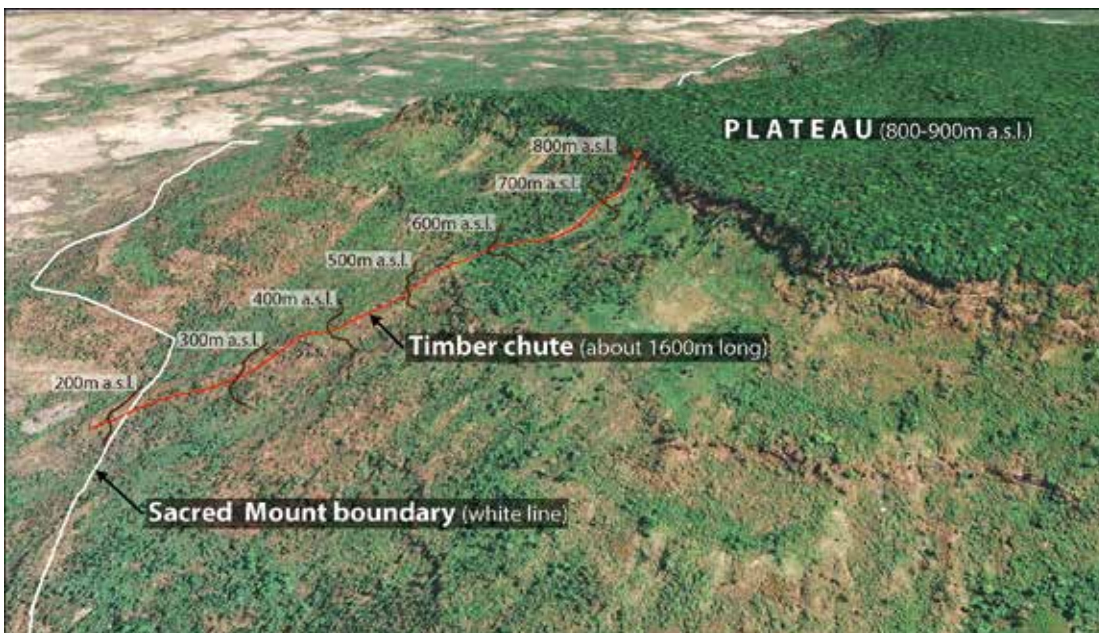 PLATEAU (800-900m a.s.l.)
800m a.s.l.
700m a.s.l.
600m a.s.l.
500m a.s.l.
400m a.s.l.
300m a.s.l.
200m a.s.l.
Timber chute (about 1600m long)
Sacred Mount boundary (white line)